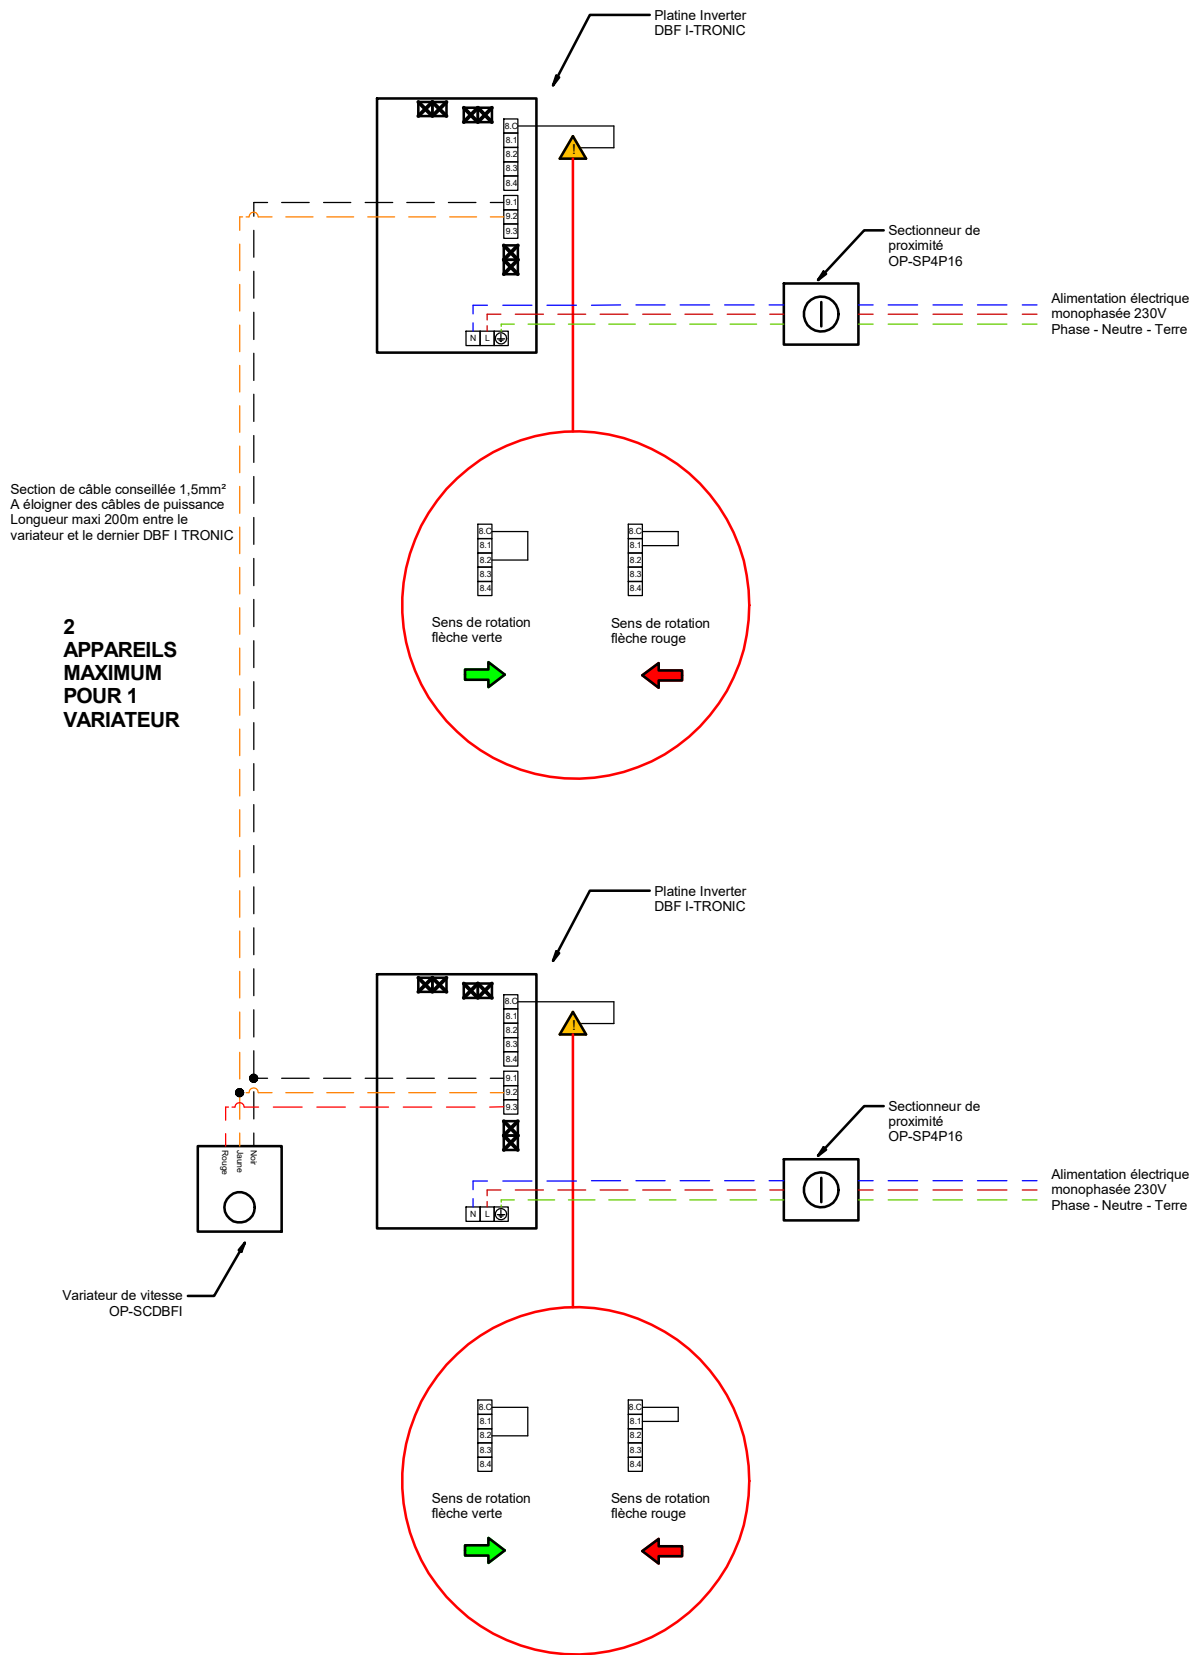 Platine Inverter
DBF I-TRONIC
8.C
8.1
8.2
8.3
8.4
9.1
9.2
9.3
Sectionneur de
proximité
OP-SP4P16
Alimentation électrique
monophasée 230V
Phase - Neutre - Terre
N L
Section de câble conseillée 1,5mm²
A éloigner des câbles de puissance
Longueur maxi 200m entre le
variateur et le dernier DBF I TRONIC
8.C
8.1
8.2
8.3
8.4
8.C
8.1
8.2
8.3
8.4
Sens de rotation
flèche verte
Sens de rotation
flèche rouge
2
APPAREILS
MAXIMUM
POUR 1
VARIATEUR
Platine Inverter
DBF I-TRONIC
8.C
8.1
8.2
8.3
8.4
9.1
9.2
9.3
Sectionneur de
proximité
OP-SP4P16
Alimentation électrique
monophasée 230V
Phase - Neutre - Terre
N L
Rouge
Jaune
Noir
Variateur de vitesse
OP-SCDBFI
8.C
8.1
8.2
8.3
8.4
8.C
8.1
8.2
8.3
8.4
Sens de rotation
flèche verte
Sens de rotation
flèche rouge